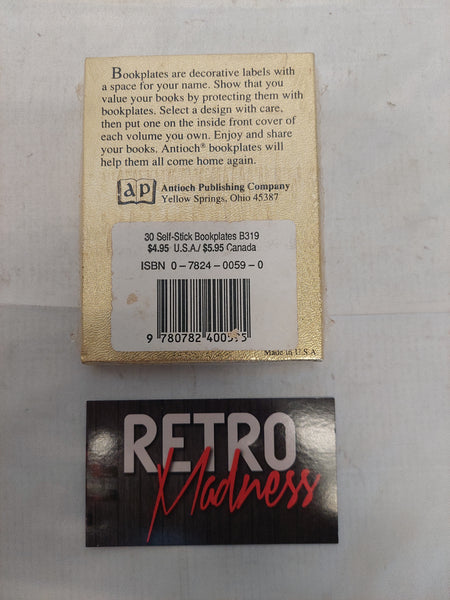 Bookplates are decorative labels with
a space for your name. Show that you
value your books by protecting them with
bookplates. Select a design with care,
then put one on the inside front cover of
each volume you own. Enjoy and share
your books. Antioch® bookplates will
help them all come home again.
ap
Antioch Publishing Company
Yellow Springs, Ohio 45387
30 Self-Stick Bookplates B319
$4.95 U.S.A./ $5.95 Canada
ISBN 0-7824-0059-0
9 780782 400595
Made in U.S.A
RETRO
Madness